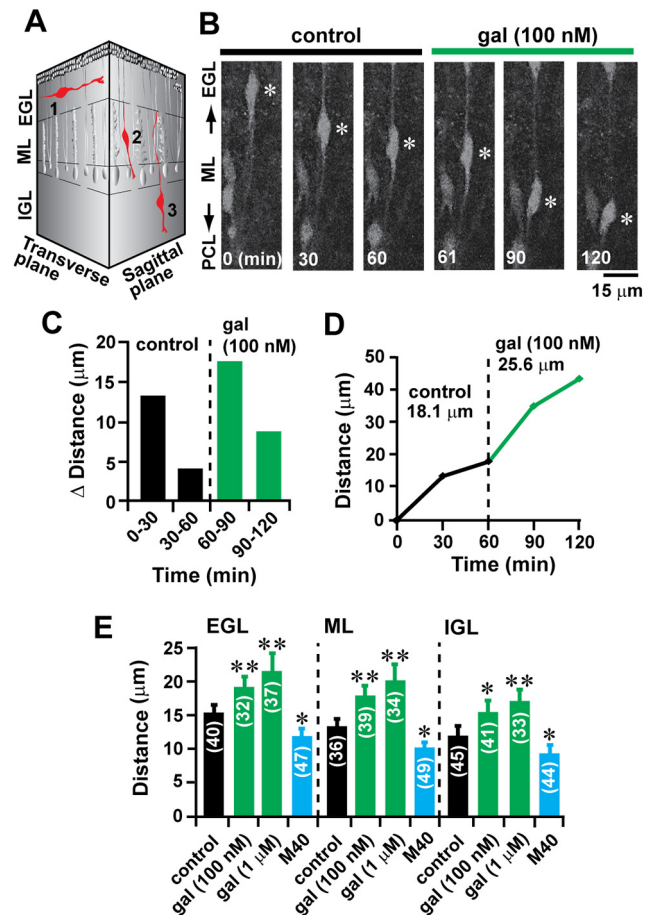 A
EGL
ML
IGL
1
2
3
Transverse
plane
Sagittal
plane
B
control
gal (100 nM)
EGL
ML
PCL
*
*
*
*
*
*
0 (min)
30
60
61
90
120
15 μm
C
control
gal
(100 nM)
Δ Distance (μm)
20
15
10
5
0
0-30
30-60
60-90
90-120
Time (min)
D
gal (100 nM)
25.6 μm
control
18.1 μm
Distance (μm)
50
40
30
20
10
0
0
30
60
90
120
Time (min)
E
EGL
ML
IGL
Distance (μm)
25
20
15
10
5
0
**
**
*
**
**
*
*
**
*
(40)
(32)
(37)
(47)
(36)
(39)
(34)
(49)
(45)
(41)
(33)
(44)
control
gal (100 nM)
gal (1 μM)
M40
control
gal (100 nM)
gal (1 μM)
M40
control
gal (100 nM)
gal (1 μM)
M40